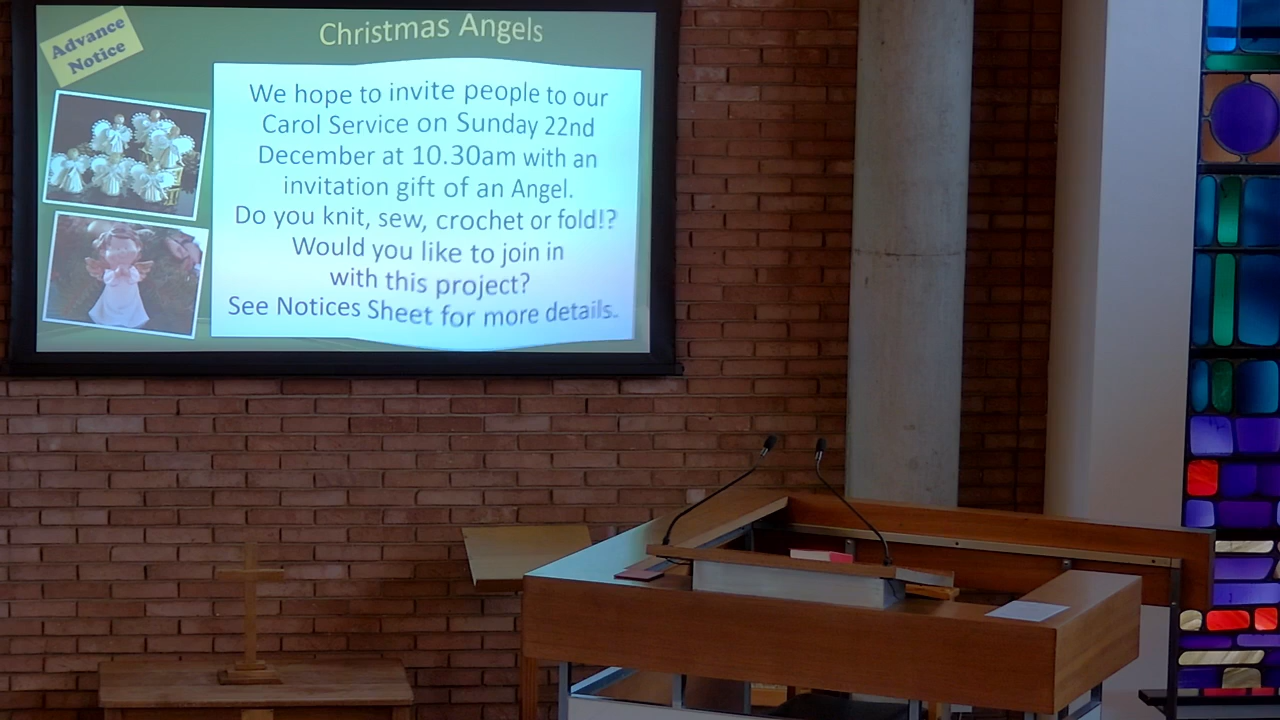 Advance
Notice
Christmas Angels
We hope to invite people to our
Carol Service on Sunday 22nd
December at 10.30am with an
invitation gift of an Angel.
Do you knit, sew, crochet or fold!?
Would you like to join in
with this project?
See Notices Sheet for more details.